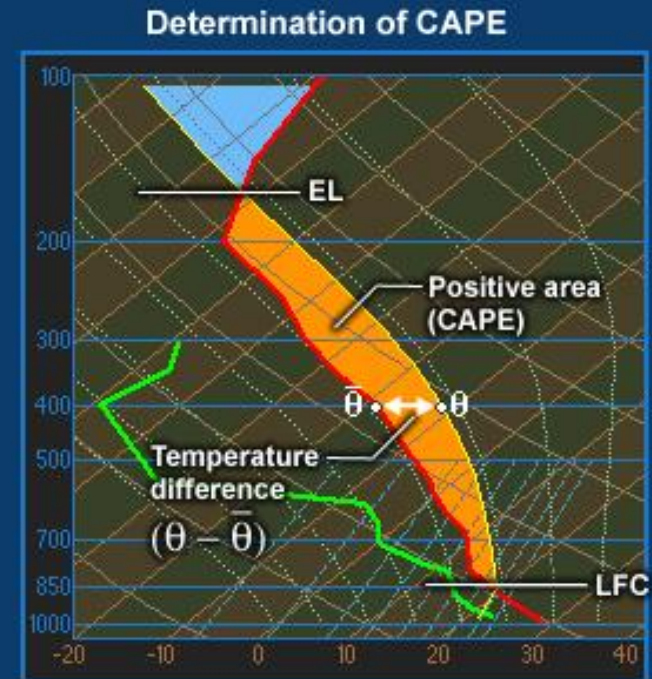 Determination of CAPE
100
EL
200
Positive area
(CAPE)
300
400
θ̅ θ
500
Temperature
difference
(θ − θ̅)
700
850
LFC
1000
-20 -10 0 10 20 30 40